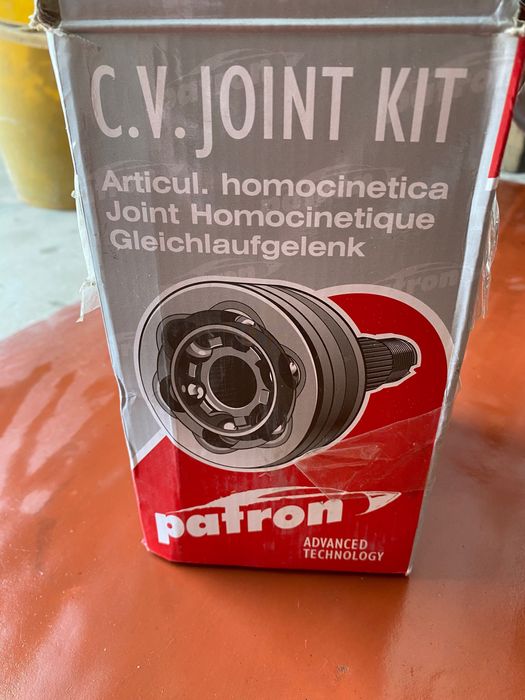 C.V. JOINT KIT
Articul. homocinetica
Joint Homocinetique
Gleichlaufgelenk
patron
ADVANCED
TECHNOLOGY